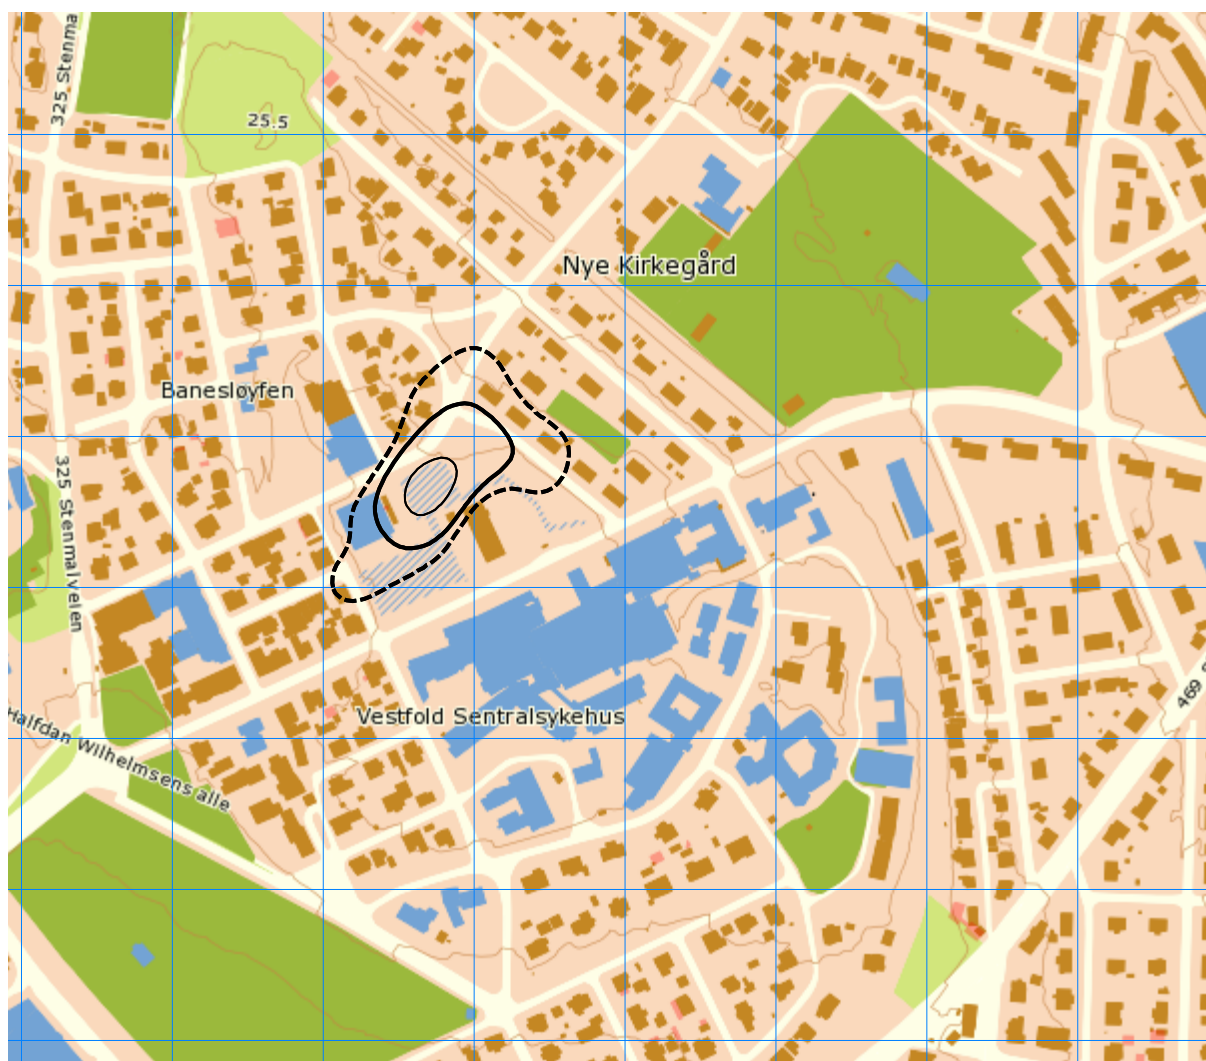 325 Stenma
25.5
Nye Kirkegård
Banesløyfen
325 Stenmalveien
Vestfold Sentralsykehus
Halfdan Wilhelmsens alle
469